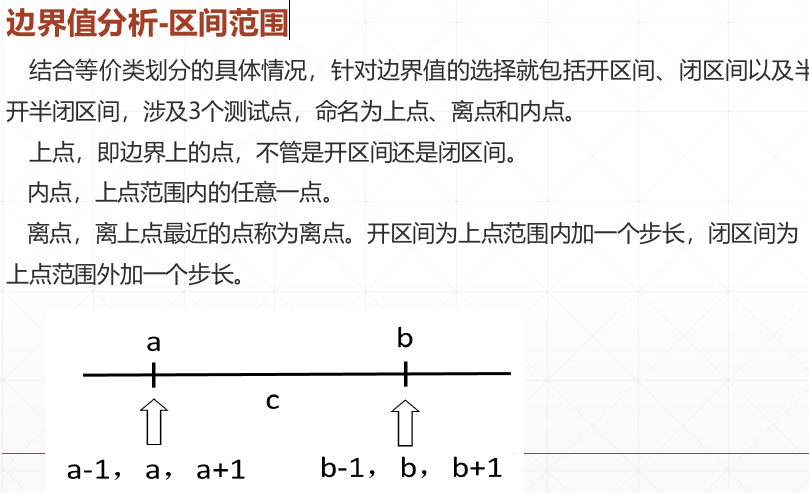 边界值分析-区间范围
结合等价类划分的具体情况，针对边界值的选择就包括开区间、闭区间以及半
开半闭区间，涉及3个测试点，命名为上点、离点和内点。
上点，即边界上的点，不管是开区间还是闭区间。
内点，上点范围内的任意一点。
离点，离上点最近的点称为离点。开区间为上点范围内加一个步长，闭区间为
上点范围外加一个步长。
a b
c
a-1， a， a+1 b-1， b， b+1